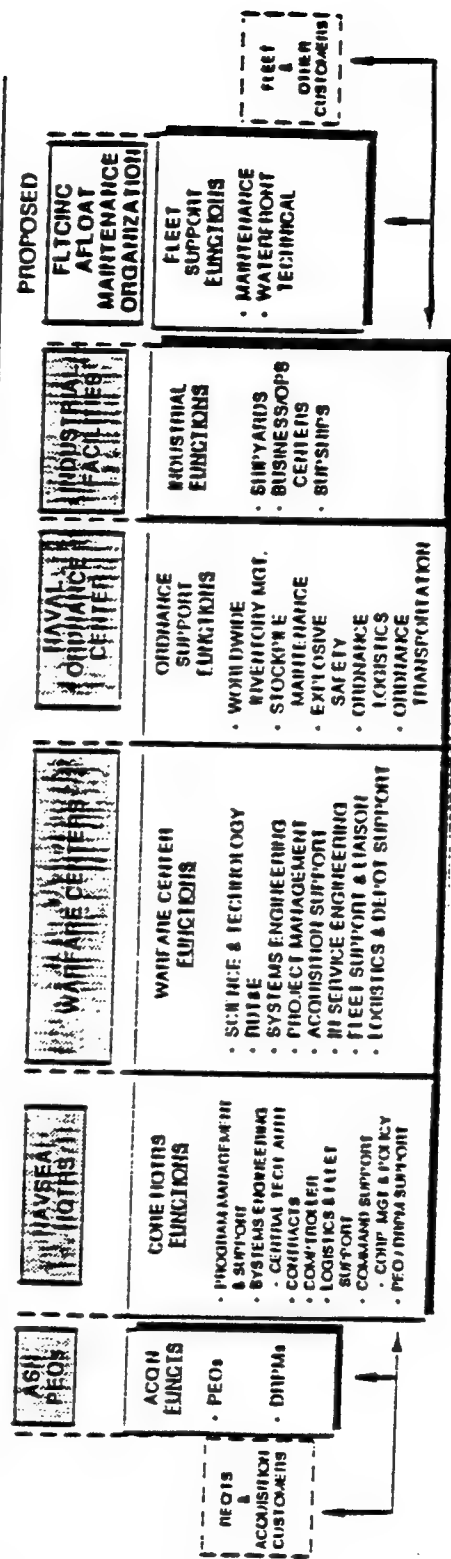 PROPOSED
FLTCINC
AFLOAT
MAINTENANCE
ORGANIZATION
FLEET
SUPPORT
FUNCTIONS
• MAINTENANCE
• WATERFRONT
TECHNICAL
FLEET
&
OTHER
CUSTOMERS
INDUSTRIAL
FACILITIES
INDUSTRIAL
FUNCTIONS
• SHIPYARDS
• BUSINESS/OPS
CENTERS
• SUPSHIPS
NAVAL
ORDNANCE
CENTER
ORDNANCE
SUPPORT
FUNCTIONS
• WORLDWIDE
INVENTORY MGT.
• STOCKPILE
MAINTENANCE
• EXPLOSIVE
SAFETY
• ORDNANCE
LOGISTICS
• ORDNANCE
TRANSPORTATION
WARFARE CENTERS
WARFARE CENTER
FUNCTIONS
• SCIENCE & TECHNOLOGY
• RDT&E
• SYSTEMS ENGINEERING
• PROJECT MANAGEMENT
• ACQUISITION SUPPORT
• IN SERVICE ENGINEERING
• FLEET SUPPORT & LIAISON
• LOGISTICS & DEPOT SUPPORT
NAVSEA
HQTRS
CORE HQTRS
FUNCTIONS
• PROGRAM MANAGEMENT
& SUPPORT
• SYSTEMS ENGINEERING
• CENTRAL TECH AUTH
• CONTRACTS
• COMPTROLLER
• LOGISTICS & FLEET
SUPPORT
• COMMAND SUPPORT
• CORP MGT & POLICY
• PEO / DRPM SUPPORT
PEOs
ACQN
FUNCTS
• PEOs
• DRPMs
REQTS
&
ACQUISITION
CUSTOMERS